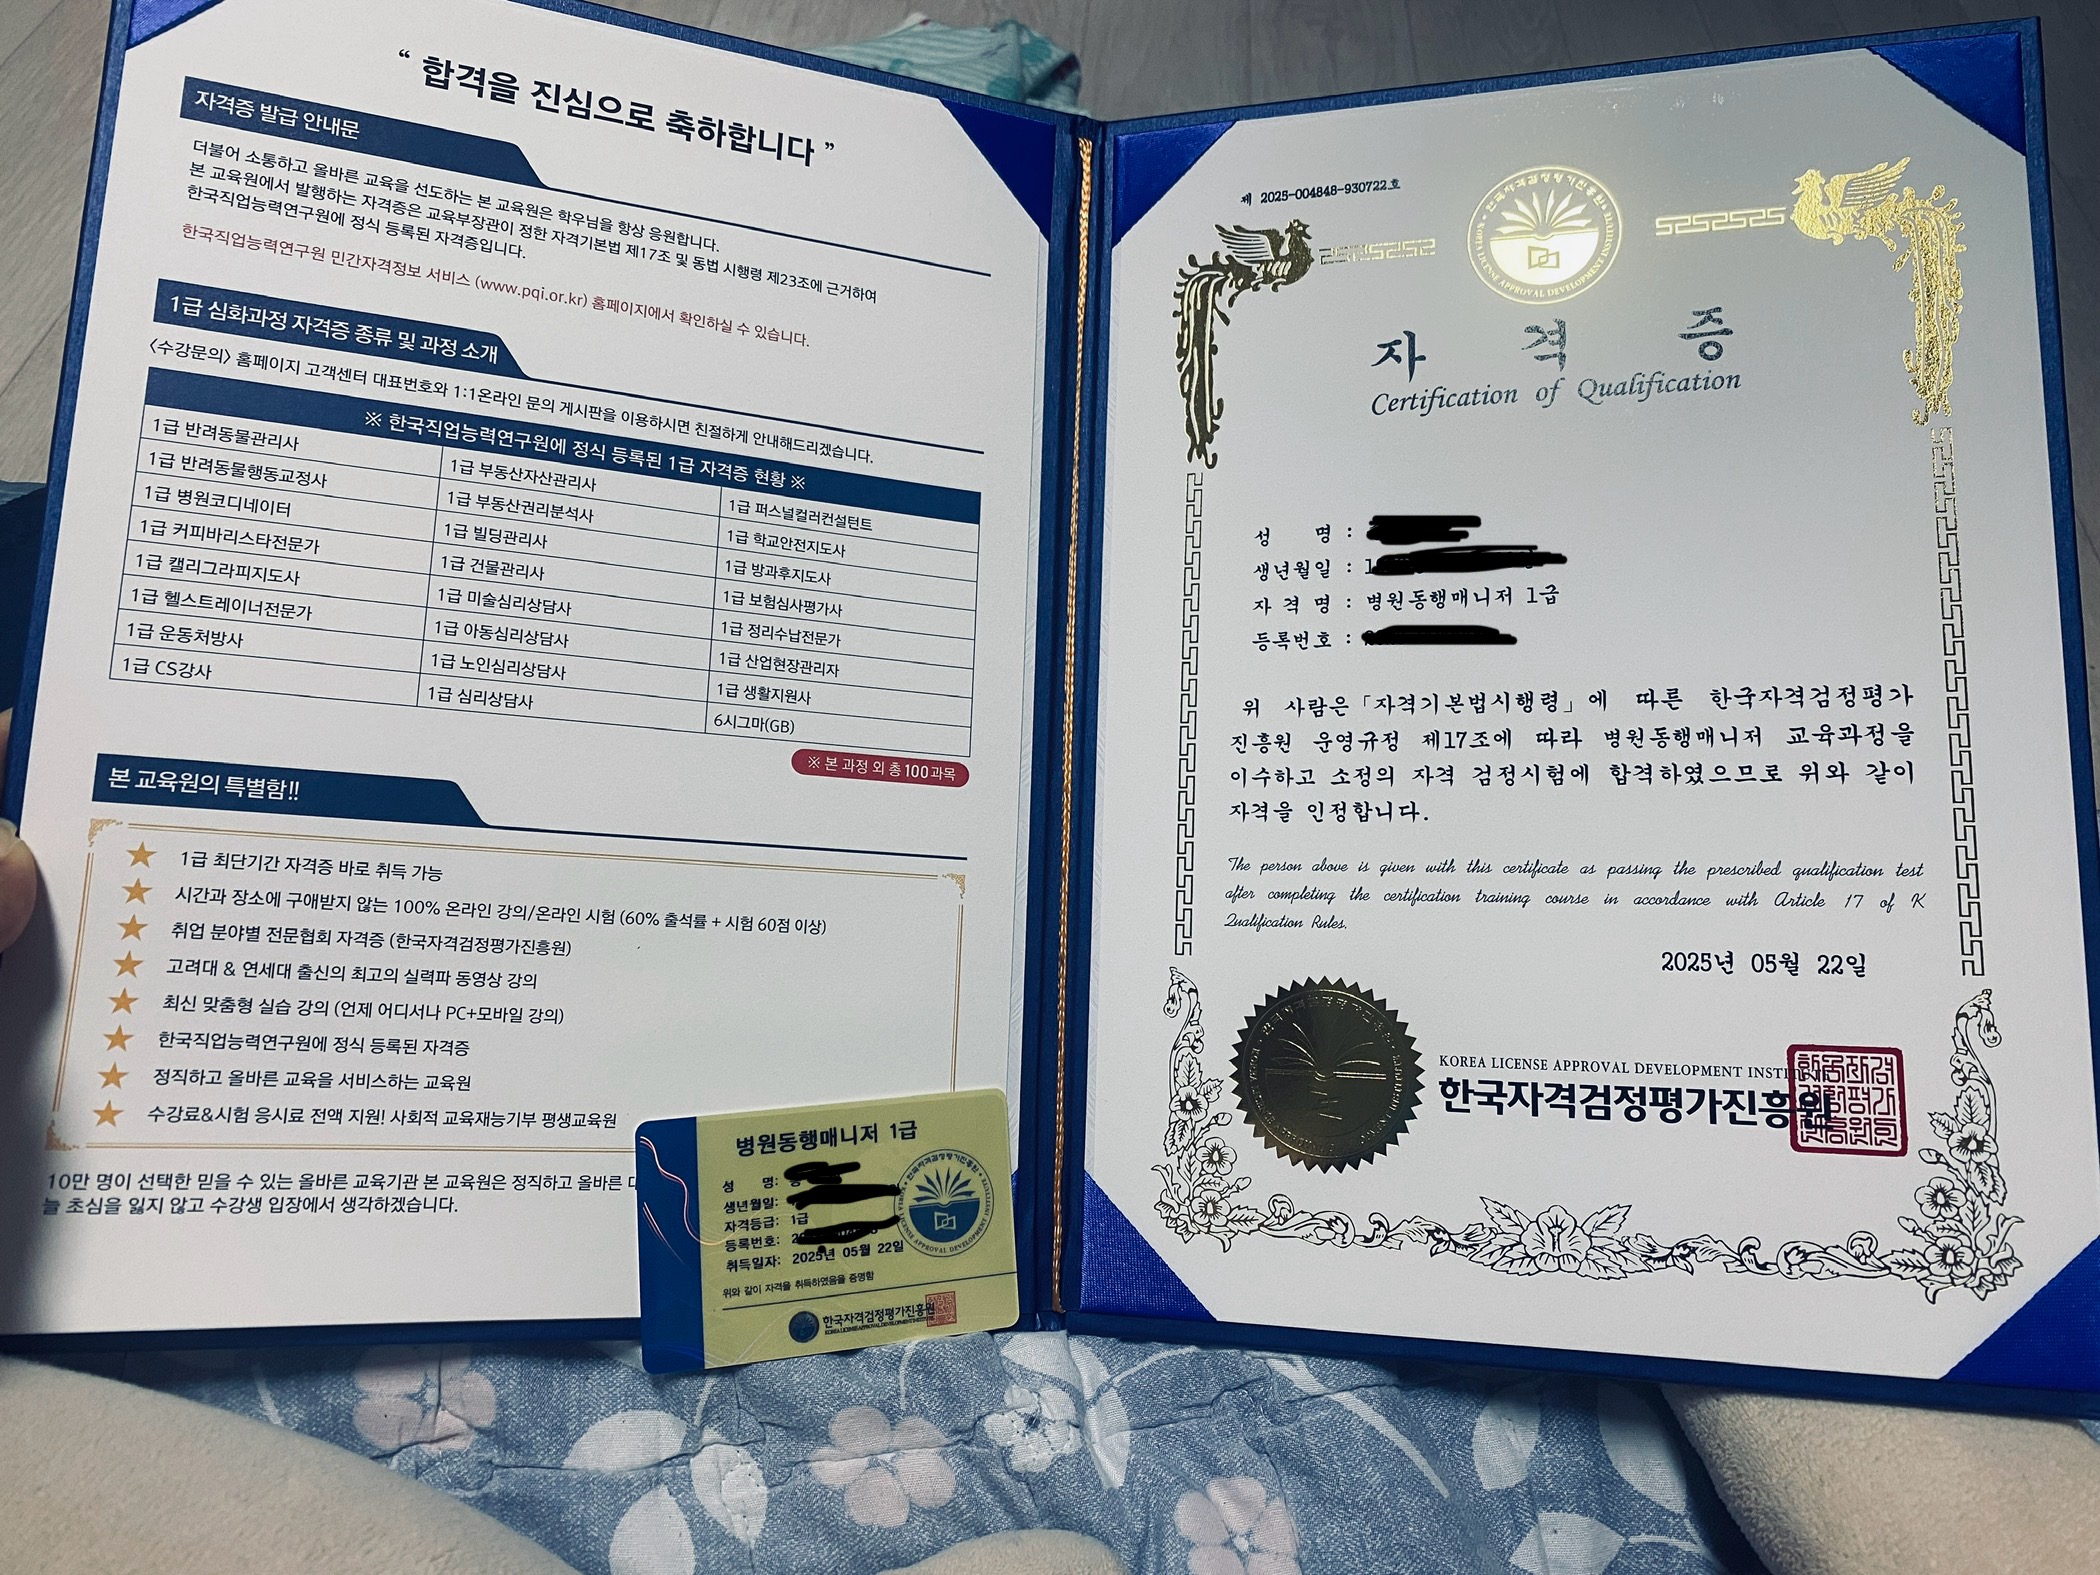 “ 합격을 진심으로 축하합니다 ”
자격증 발급 안내문
더불어 소통하고 올바른 교육을 선도하는 본 교육원은 학우님을 항상 응원합니다.
본 교육원에서 발행하는 자격증은 교육부장관이 정한 자격기본법 제17조 및 동법 시행령 제23조에 근거하여
한국직업능력연구원에 정식 등록된 자격증입니다.
한국직업능력연구원 민간자격정보 서비스 (www.pqi.or.kr) 홈페이지에서 확인하실 수 있습니다.
1급 심화과정 자격증 종류 및 과정 소개
<수강문의> 홈페이지 고객센터 대표번호와 1:1온라인 문의 게시판을 이용하시면 친절하게 안내해드리겠습니다.
※ 한국직업능력연구원에 정식 등록된 1급 자격증 현황 ※
1급 반려동물관리사 1급 부동산자산관리사 1급 퍼스널컬러컨설턴트
1급 반려동물행동교정사 1급 부동산권리분석사 1급 학교안전지도사
1급 병원코디네이터 1급 빌딩관리사 1급 방과후지도사
1급 커피바리스타전문가 1급 건물관리사 1급 보험심사평가사
1급 캘리그라피지도사 1급 미술심리상담사 1급 정리수납전문가
1급 헬스트레이너전문가 1급 아동심리상담사 1급 산업현장관리자
1급 운동처방사 1급 노인심리상담사 1급 생활지원사
1급 CS강사 1급 심리상담사 6시그마(GB)
※ 본 과정 외 총 100과목
본 교육원의 특별함!!
1급 최단기간 자격증 바로 취득 가능
시간과 장소에 구애받지 않는 100% 온라인 강의/온라인 시험 (60% 출석률 + 시험 60점 이상)
취업 분야별 전문협회 자격증 (한국자격검정평가진흥원)
고려대 & 연세대 출신의 최고의 실력파 동영상 강의
최신 맞춤형 실습 강의 (언제 어디서나 PC+모바일 강의)
한국직업능력연구원에 정식 등록된 자격증
정직하고 올바른 교육을 서비스하는 교육원
수강료&시험 응시료 전액 지원! 사회적 교육재능기부 평생교육원
10만 명이 선택한 믿을 수 있는 올바른 교육기관 본 교육원은 정직하고 올바른
늘 초심을 잃지 않고 수강생 입장에서 생각하겠습니다.
병원동행매니저 1급
성 명:
생년월일:
자격등급: 1급
등록번호:
취득일자: 2025년 05월 22일
위와 같이 자격을 취득하였음을 증명함
한국자격검정평가진흥원
KOREA LICENSE APPROVAL DEVELOPMENT INSTITUTE
제 2025-004848-930722호
한국자격검정평가진흥원
KOREA LICENSE APPROVAL DEVELOPMENT INSTITUTE
자 격 증
Certification of Qualification
성 명 :
생년월일 :
자 격 명 : 병원동행매니저 1급
등록번호 :
위 사람은 「자격기본법시행령」에 따른 한국자격검정평가
진흥원 운영규정 제17조에 따라 병원동행매니저 교육과정을
이수하고 소정의 자격 검정시험에 합격하였으므로 위와 같이
자격을 인정합니다.
The person above is given with this certificate as passing the prescribed qualification test
after completing the certification training course in accordance with Article 17 of K
Qualification Rules.
2025년 05월 22일
KOREA LICENSE APPROVAL DEVELOPMENT INSTITUTE
한국자격검정평가진흥원